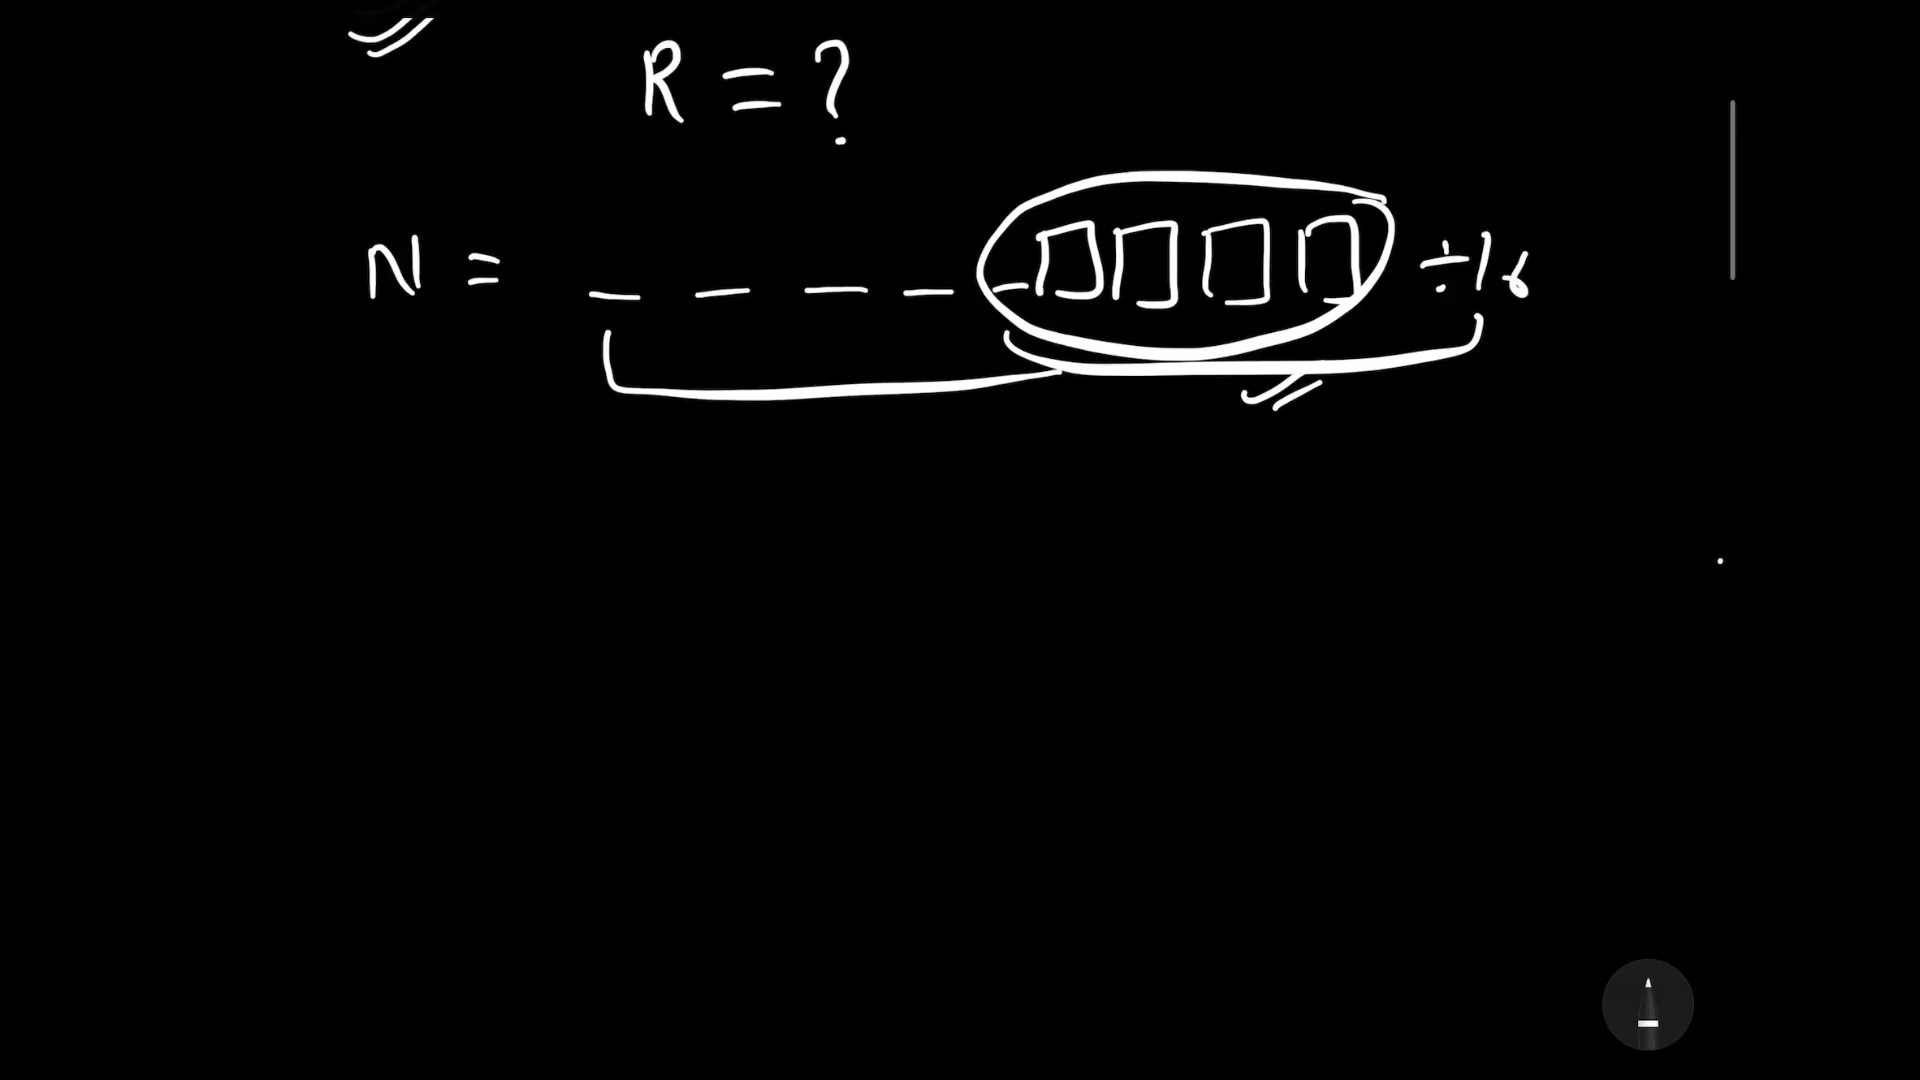 R = ?
N = _ _ _ _ _ □ □ □ □ ÷16